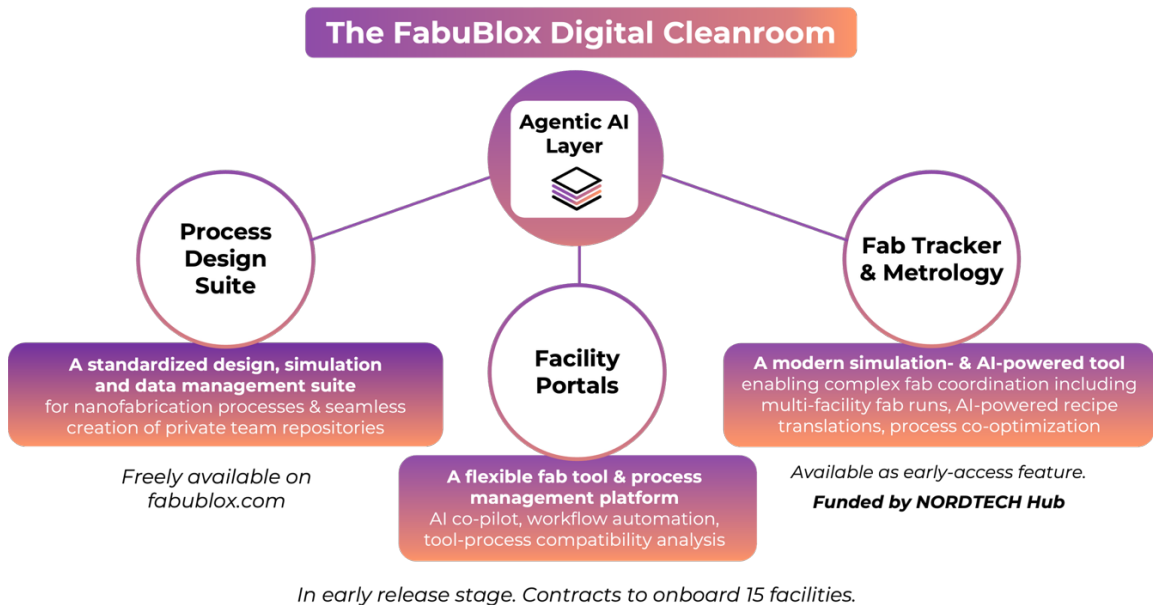 The FabuBlox Digital Cleanroom
Agentic AI
Layer
Process
Design
Suite
A standardized design, simulation
and data management suite
for nanofabrication processes & seamless
creation of private team repositories
Freely available on
fabublox.com
Facility
Portals
A flexible fab tool & process
management platform
AI co-pilot, workflow automation,
tool-process compatibility analysis
Fab Tracker
& Metrology
A modern simulation- & AI-powered tool
enabling complex fab coordination including
multi-facility fab runs, AI-powered recipe
translations, process co-optimization
Available as early-access feature.
Funded by NORDTECH Hub
In early release stage. Contracts to onboard 15 facilities.